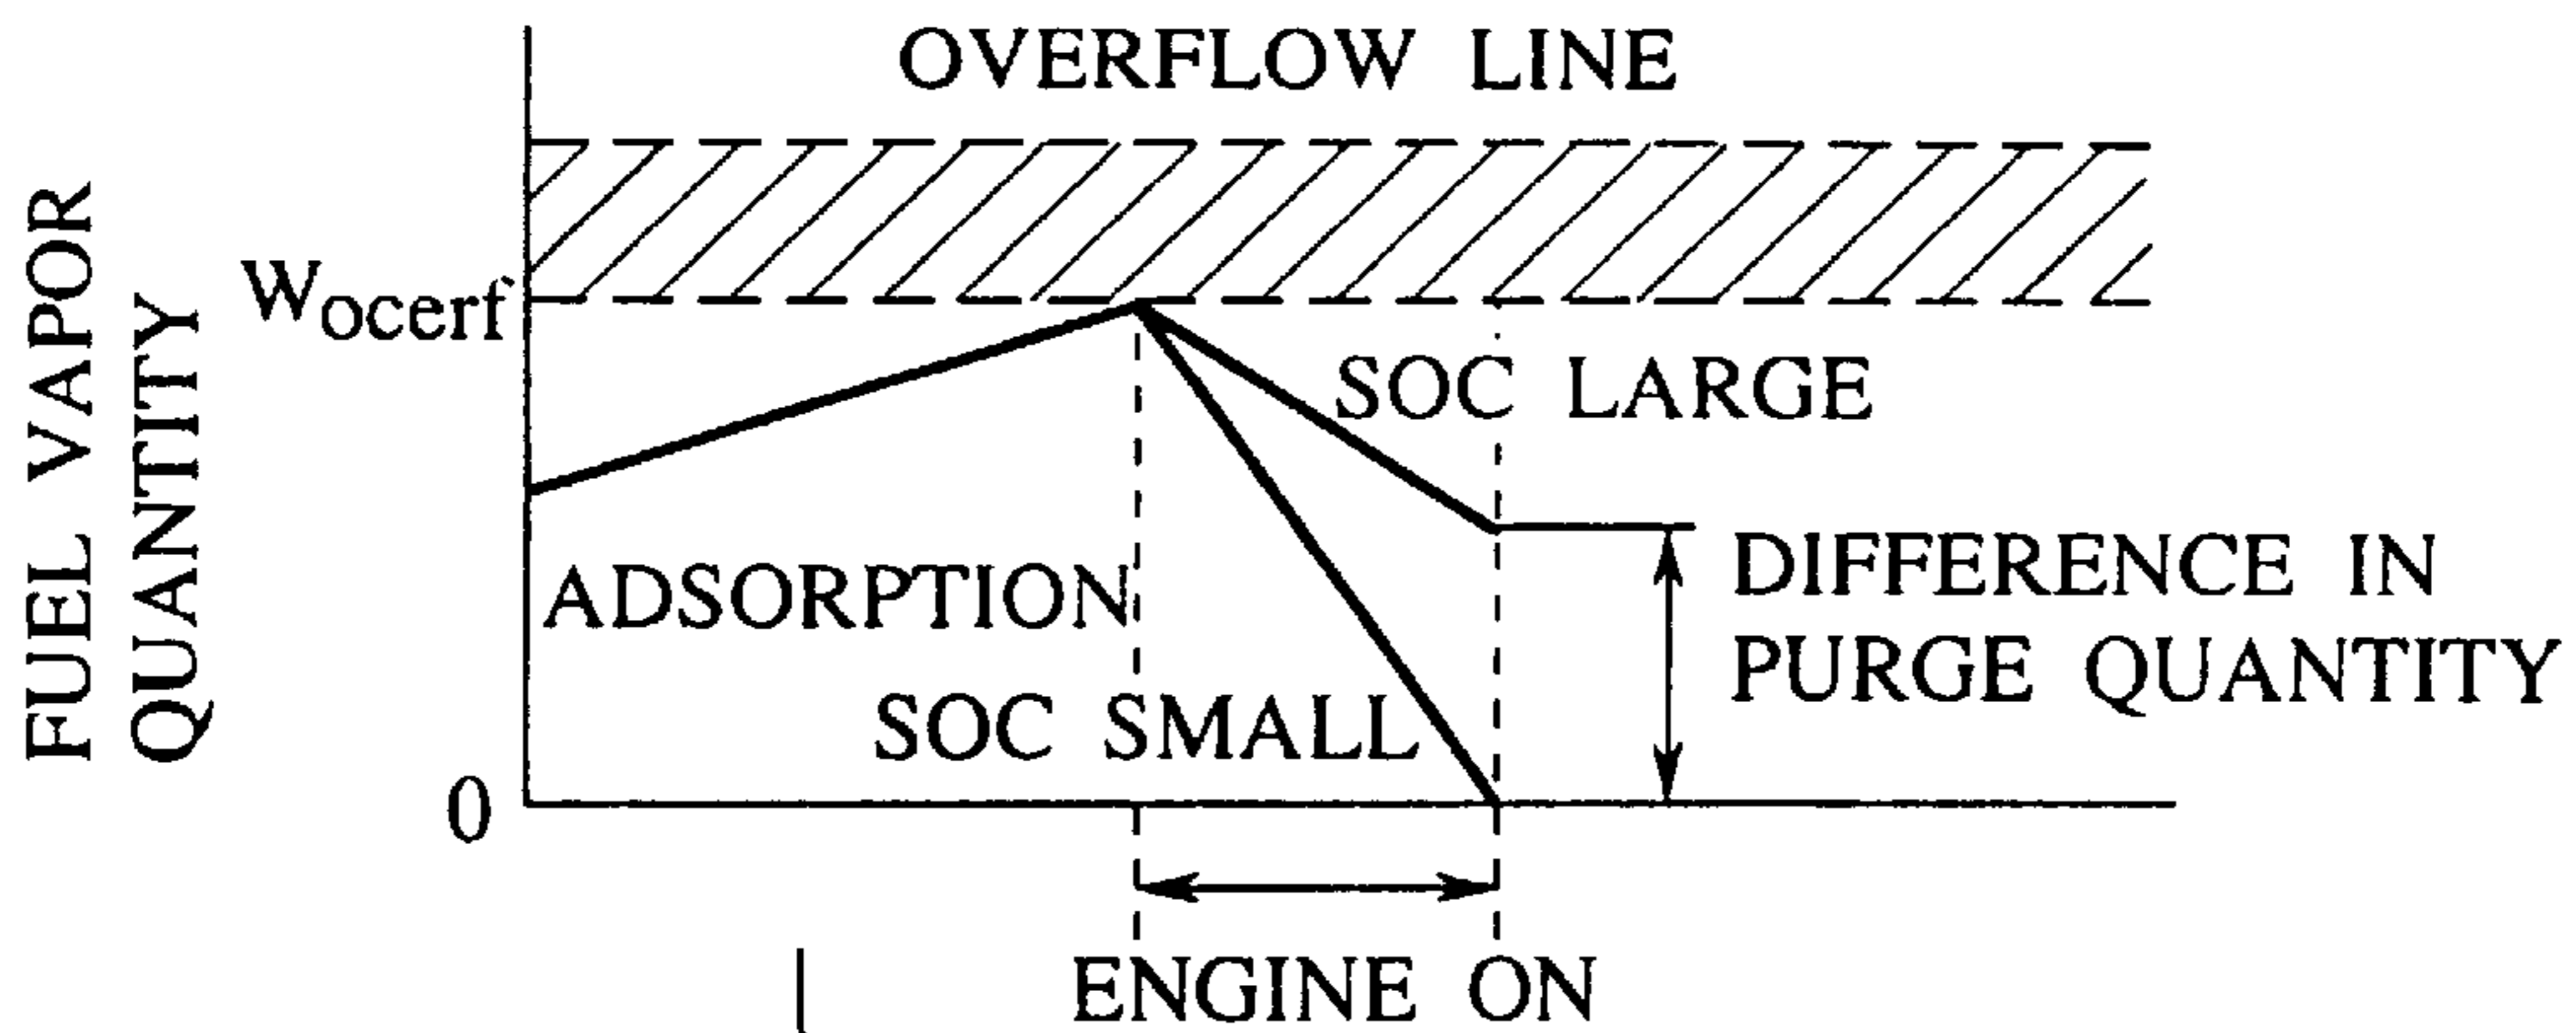 OVERFLOW LINE
FUEL VAPOR
QUANTITY
Wocerf
SOC LARGE
ADSORPTION
DIFFERENCE IN
PURGE QUANTITY
SOC SMALL
0
ENGINE ON